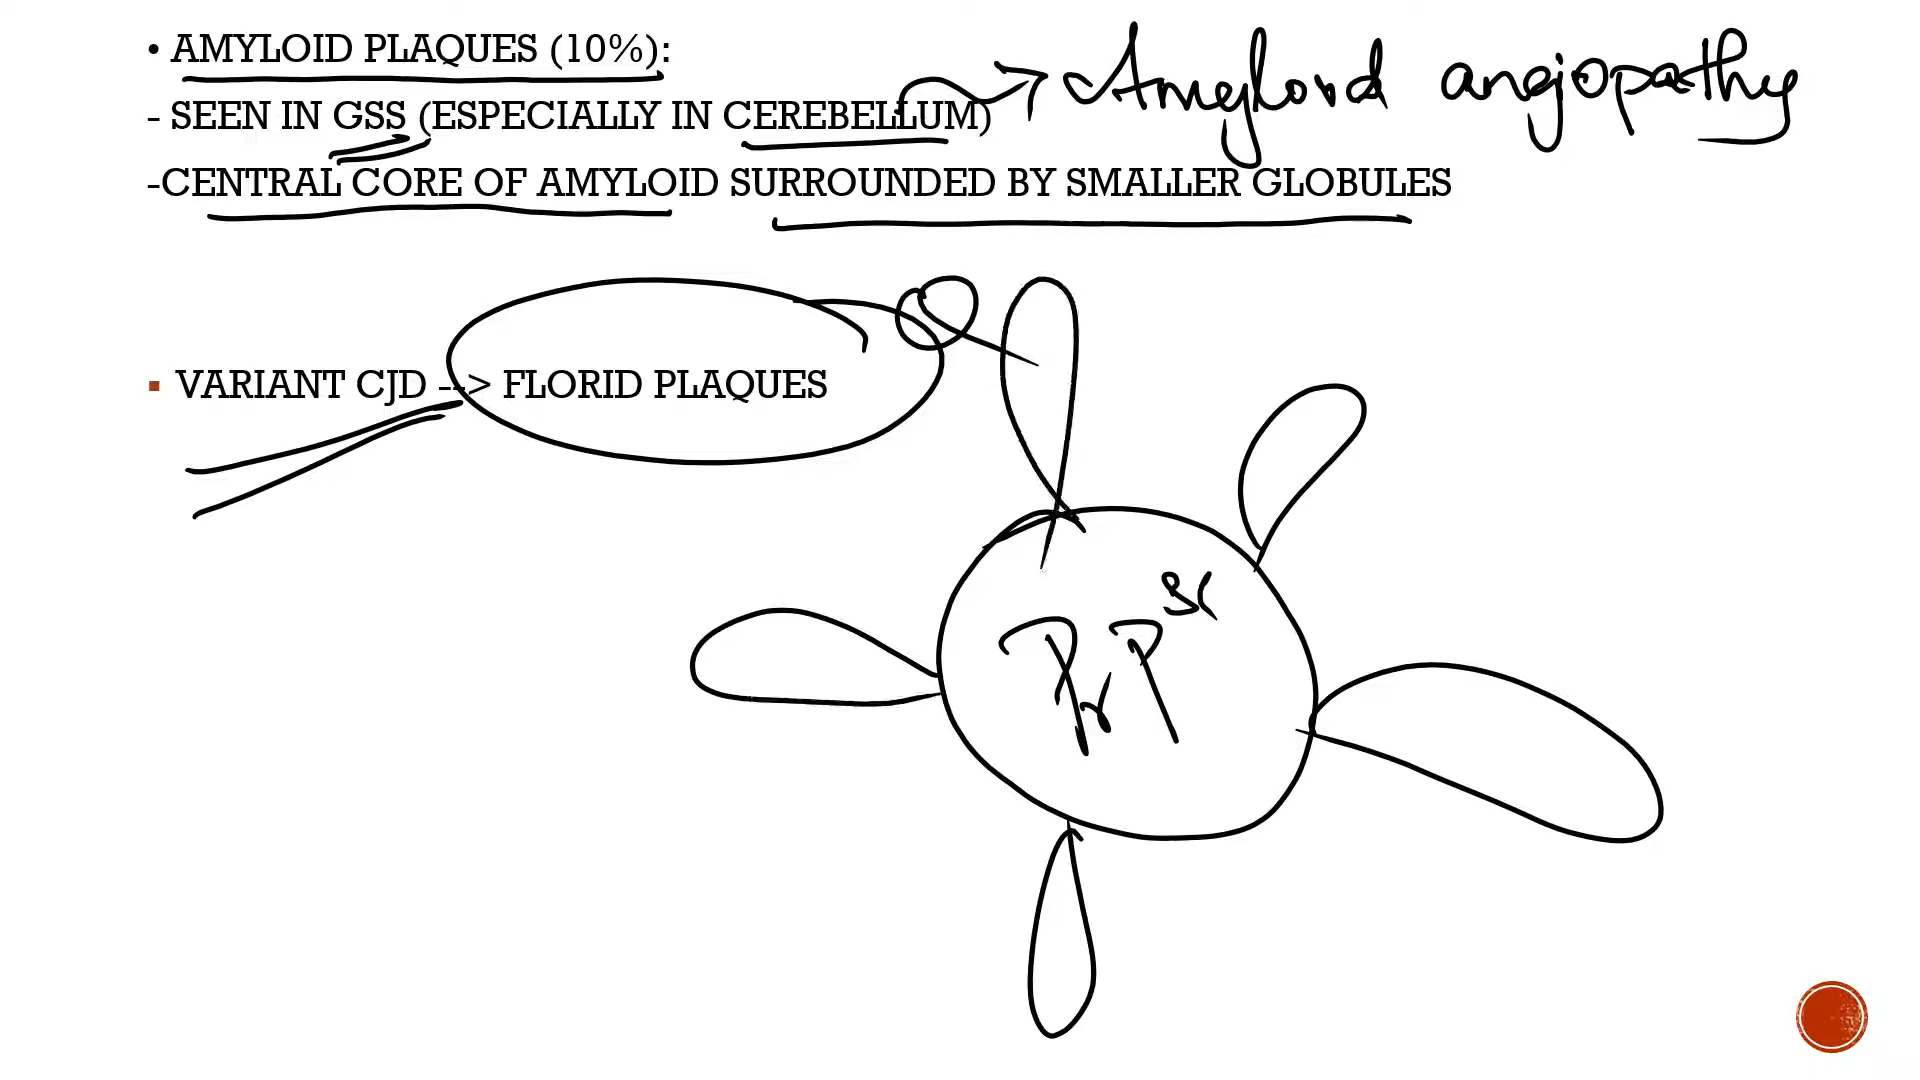 • AMYLOID PLAQUES (10%):
Amyloid angiopathy
- SEEN IN GSS (ESPECIALLY IN CEREBELLUM)
-CENTRAL CORE OF AMYLOID SURROUNDED BY SMALLER GLOBULES
▪ VARIANT CJD --> FLORID PLAQUES
PrP^sc